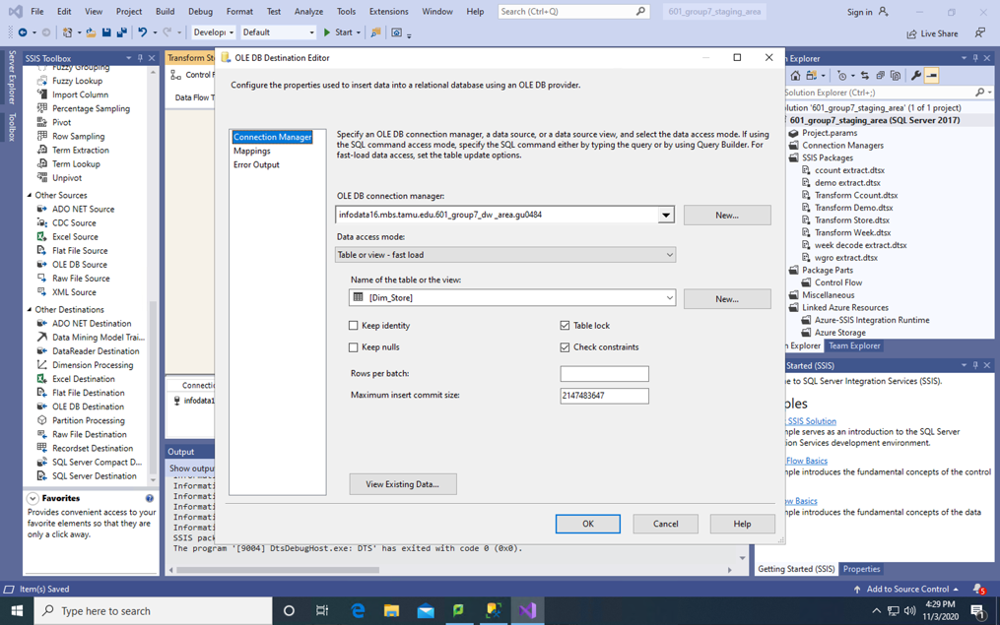 File Edit View Project Build Debug Format Test Analyze Tools Extensions Window Help Search (Ctrl+Q) 601_group7_staging_area Sign in
Develop Default Start Live Share
Server Explorer
Toolbox
SSIS Toolbox
Fuzzy Grouping
Fuzzy Lookup
Import Column
Percentage Sampling
Pivot
Row Sampling
Term Extraction
Term Lookup
Unpivot
Other Sources
ADO NET Source
CDC Source
Excel Source
Flat File Source
OLE DB Source
Raw File Source
XML Source
Other Destinations
ADO NET Destination
Data Mining Model Trai...
DataReader Destination
Dimension Processing
Excel Destination
Flat File Destination
OLE DB Destination
Partition Processing
Raw File Destination
Recordset Destination
SQL Server Compact D...
SQL Server Destination
Favorites
Provides convenient access to your
favorite elements so that they are
only a click away.
Transform St
Control F
Data Flow T
Connectio
infodata1
Output
Show outpu
Informati
Informati
Informati
Informati
Informati
SSIS pack
The program '[9004] DtsDebugHost.exe: DTS' has exited with code 0 (0x0).
OLE DB Destination Editor
Configure the properties used to insert data into a relational database using an OLE DB provider.
Connection Manager
Mappings
Error Output
Specify an OLE DB connection manager, a data source, or a data source view, and select the data access mode. If using
the SQL command access mode, specify the SQL command either by typing the query or by using Query Builder. For
fast-load data access, set the table update options.
OLE DB connection manager:
infodata16.mbs.tamu.edu.601_group7_dw _area.gu0484 New...
Data access mode:
Table or view - fast load
Name of the table or the view:
[Dim_Store] New...
Keep identity Table lock
Keep nulls Check constraints
Rows per batch:
Maximum insert commit size: 2147483647
View Existing Data...
OK Cancel Help
n Explorer
Solution Explorer (Ctrl+;)
lution '601_group7_staging_area' (1 of 1 project)
601_group7_staging_area (SQL Server 2017)
Project.params
Connection Managers
SSIS Packages
ccount extract.dtsx
demo extract.dtsx
Transform Ccount.dtsx
Transform Demo.dtsx
Transform Store.dtsx
Transform Week.dtsx
week decode extract.dtsx
wgro extract.dtsx
Package Parts
Control Flow
Miscellaneous
Linked Azure Resources
Azure-SSIS Integration Runtime
Azure Storage
n Explorer Team Explorer
Started (SSIS)
e to SQL Server Integration Services (SSIS).
ples
SSIS Solution
mple serves as an introduction to the SQL Server
ion Services development environment.
Flow Basics
mple introduces the fundamental concepts of the control
ow Basics
mple introduces the fundamental concepts of the data
Getting Started (SSIS) Properties
Item(s) Saved Add to Source Control 5
Type here to search
4:29 PM
11/3/2020
1